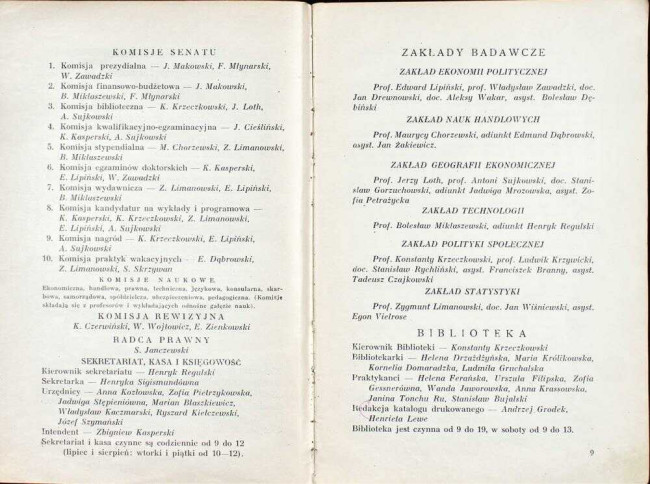 KOMISJE SENATU
1. Komisja prezydialna — J. Makowski, F. Młynarski,
W. Zawadzki
2. Komisja finansowo-budżetowa — J. Makowski,
B. Miklaszewski, F. Młynarski
3. Komisja biblioteczna — K. Krzeczkowski, J. Loth,
A. Sujkowski
4. Komisja kwalifikacyjno-egzaminacyjna — J. Cieśliński,
K. Kasperski, A. Sujkowski
5. Komisja stypendialna — M. Chorzewski, Z. Limanowski,
B. Miklaszewski
6. Komisja egzaminów doktorskich — K. Kasperski,
E. Lipiński, W. Zawadzki
7. Komisja wydawnicza — Z. Limanowski, E. Lipiński,
B. Miklaszewski
8. Komisja kandydatur na wykłady i programowa —
K. Kasperski, K. Krzeczkowski, Z. Limanowski,
E. Lipiński, A. Sujkowski
9. Komisja nagród — K. Krzeczkowski, E. Lipiński,
A. Sujkowski
10. Komisja praktyk wakacyjnych — E. Dąbrowski,
Z. Limanowski, S. Skrzywan
KOMISJE NAUKOWE
Ekonomiczna, handlowa, prawna, techniczna, językowa, konsularna, skar-
bowa, samorządowa, spółdzielcza, ubezpieczeniowa, pedagogiczna. (Komisje
składają się z profesorów i wykładających odnośne gałęzie nauki).
KOMISJA REWIZYJNA
K. Czerwiński, W. Wojtowicz, E. Zienkowski
RADCA PRAWNY
S. Janczewski
SEKRETARIAT, KASA I KSIĘGOWOŚĆ
Kierownik sekretariatu — Henryk Regulski
Sekretarka — Henryka Sigismundówna
Urzędnicy — Anna Kozłowska, Zofia Pietrzykowska,
Jadwiga Stępieniówna, Marian Błaszkiewicz,
Władysław Kaczmarski, Ryszard Kiełczewski,
Józef Szymański
Intendent — Zbigniew Kasperski
Sekretariat i kasa czynne są codziennie od 9 do 12
(lipiec i sierpień: wtorki i piątki od 10—12).
ZAKŁADY BADAWCZE
ZAKŁAD EKONOMII POLITYCZNEJ
Prof. Edward Lipiński, prof. Władysław Zawadzki, doc.
Jan Drewnowski, doc. Aleksy Wakar, asyst. Bolesław Dę-
biński
ZAKŁAD NAUK HANDLOWYCH
Prof. Maurycy Chorzewski, adiunkt Edmund Dąbrowski,
asyst. Jan Żakiewicz.
ZAKŁAD GEOGRAFII EKONOMICZNEJ
Prof. Jerzy Loth, prof. Antoni Sujkowski, doc. Stani-
sław Gorzuchowski, adiunkt Jadwiga Mrozowska, asyst. Zo-
fia Petrażycka
ZAKŁAD TECHNOLOGII
Prof. Bolesław Miklaszewski, adiunkt Henryk Regulski
ZAKŁAD POLITYKI SPOŁECZNEJ
Prof. Konstanty Krzeczkowski, prof. Ludwik Krzywicki,
doc. Stanisław Rychliński, asyst. Franciszek Branny, asyst.
Tadeusz Czajkowski
ZAKŁAD STATYSTYKI
Prof. Zygmunt Limanowski, doc. Jan Wiśniewski, asyst.
Egon Vielrose
BIBLIOTEKA
Kierownik Biblioteki — Konstanty Krzeczkowski
Bibliotekarki — Helena Drzażdżyńska, Maria Królikowska,
Kornelia Domaradzka, Ludmiła Gruchalska
Praktykanci — Helena Ferańska, Urszula Filipska, Zofia
Gessnerówna, Wanda Jaworowska, Anna Krassowska,
Janina Tonchu Ru, Stanisław Bujalski
Redakcja katalogu drukowanego — Andrzej Grodek,
Henrieta Lewe
Biblioteka jest czynna od 9 do 19, w soboty od 9 do 13.
9